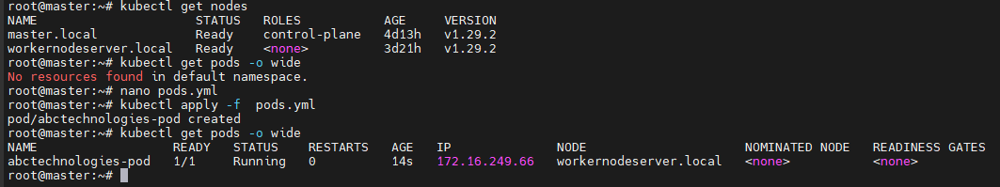 root@master:~# kubectl get nodes
NAME                     STATUS   ROLES           AGE     VERSION
master.local             Ready    control-plane   4d13h   v1.29.2
workernodeserver.local   Ready    <none>          3d21h   v1.29.2
root@master:~# kubectl get pods -o wide
No resources found in default namespace.
root@master:~# nano pods.yml
root@master:~# kubectl apply -f  pods.yml
pod/abctechnologies-pod created
root@master:~# kubectl get pods -o wide
NAME                  READY   STATUS    RESTARTS   AGE   IP              NODE                     NOMINATED NODE   READINESS GATES
abctechnologies-pod   1/1     Running   0          14s   172.16.249.66   workernodeserver.local   <none>           <none>
root@master:~#